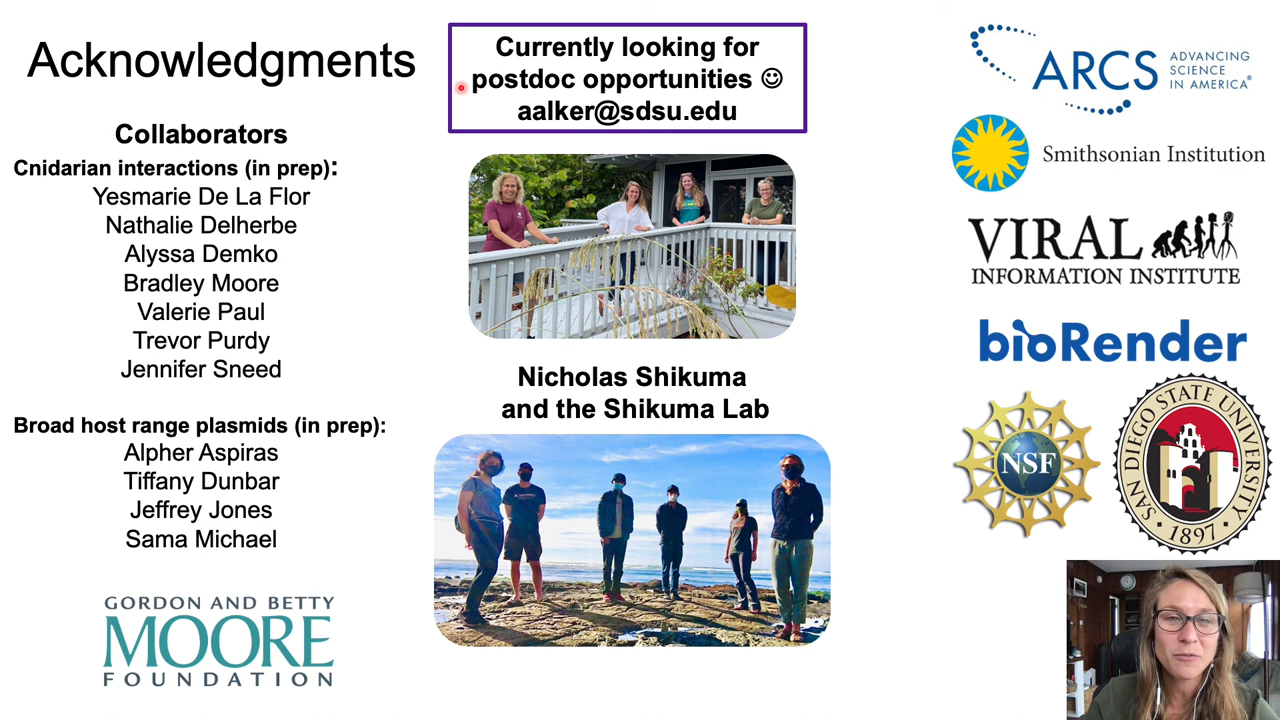 Acknowledgments
Collaborators
Cnidarian interactions (in prep):
Yesmarie De La Flor
Nathalie Delherbe
Alyssa Demko
Bradley Moore
Valerie Paul
Trevor Purdy
Jennifer Sneed
Broad host range plasmids (in prep):
Alpher Aspiras
Tiffany Dunbar
Jeffrey Jones
Sama Michael
GORDON AND BETTY
MOORE
FOUNDATION
Currently looking for
postdoc opportunities ☺
aalker@sdsu.edu
Nicholas Shikuma
and the Shikuma Lab
ARCS
ADVANCING
SCIENCE
IN AMERICA®
Smithsonian Institution
VIRAL
INFORMATION INSTITUTE
bioRender
NSF
SAN DIEGO STATE UNIVERSITY
1897